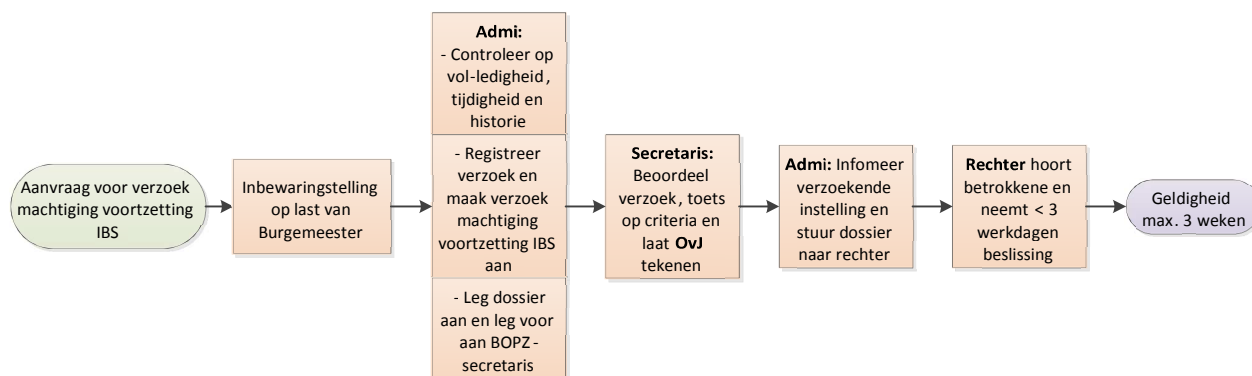 Aanvraag voor verzoek
machtiging voortzetting
IBS
Inbewaringstelling
op last van
Burgemeester
Admi:
- Controleer op
vol-ledigheid,
tijdigheid en
historie
- Registreer
verzoek en
maak verzoek
machtiging
voortzetting IBS
aan
- Leg dossier
aan en leg voor
aan BOPZ-
secretaris
Secretaris:
Beoordeel
verzoek, toets
op criteria en
laat OvJ
tekenen
Admi: Infomeer
verzoekende
instelling en
stuur dossier
naar rechter
Rechter hoort
betrokkene en
neemt < 3
werkdagen
beslissing
Geldigheid
max. 3 weken